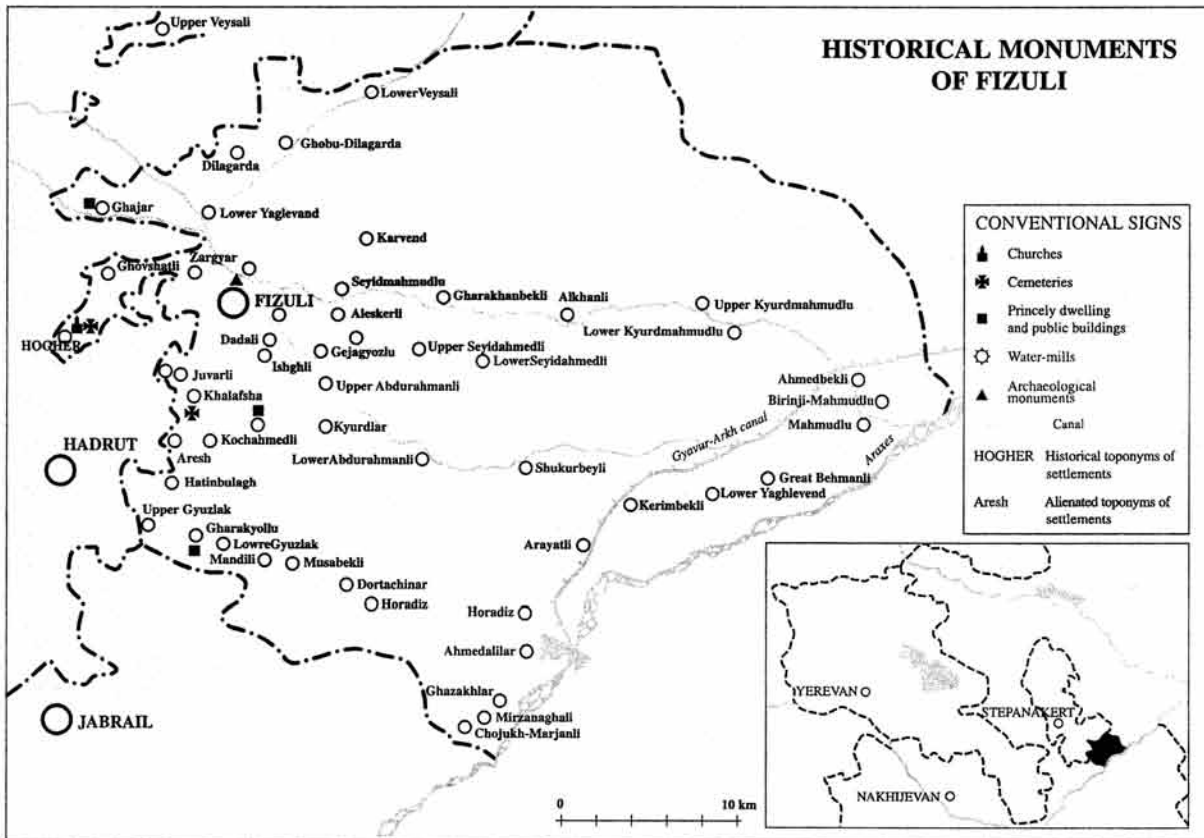 HISTORICAL MONUMENTS
OF FIZULI
Upper Veysali
LowerVeysali
Ghobu-Dilagarda
Dilagarda
Ghajar
Lower Yaglevand
Karvend
Ghovshatli
Zargyar
Seyidmahmudlu
Gharakhanbekli
Alkhanli
Upper Kyurdmahmudlu
FIZULI
Aleskerli
Lower Kyurdmahmudlu
HOGHER
Dadali
Gejagyozlu
Upper Seyidahmedli
LowerSeyidahmedli
Ishghli
Juvarli
Upper Abdurahmanli
Ahmedbekli
Khalafsha
Birinji-Mahmudlu
Mahmudlu
HADRUT
Kochahmedli
Kyurdlar
Gyavur-Arkh canal
Araxes
Aresh
LowerAbdurahmanli
Shukurbeyli
Hatinbulagh
Great Behmanli
Lower Yaghlevend
Kerimbekli
Upper Gyuzlak
Gharakyollu
LowreGyuzlak
Arayatli
Mandili
Musabekli
Dortachinar
Horadiz
Horadiz
Ahmedalilar
Ghazakhlar
Mirzanaghali
Chojukh-Marjanli
JABRAIL
0 10 km
CONVENTIONAL SIGNS
Churches
Cemeteries
Princely dwelling
and public buildings
Water-mills
Archaeological
monuments
Canal
HOGHER Historical toponyms of
settlements
Aresh Alienated toponyms of
settlements
YEREVAN
STEPANAKERT
NAKHIJEVAN